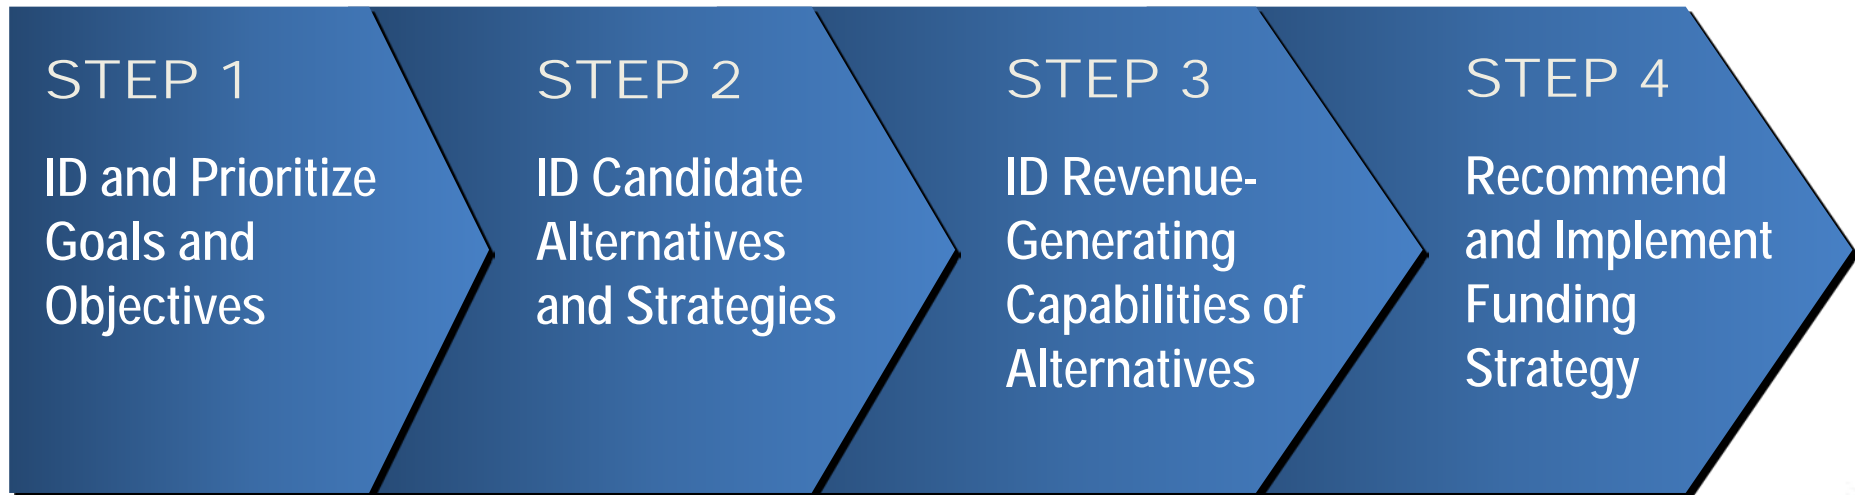 STEP 1
ID and Prioritize
Goals and
Objectives
STEP 2
ID Candidate
Alternatives
and Strategies
STEP 3
ID Revenue-
Generating
Capabilities of
Alternatives
STEP 4
Recommend
and Implement
Funding
Strategy